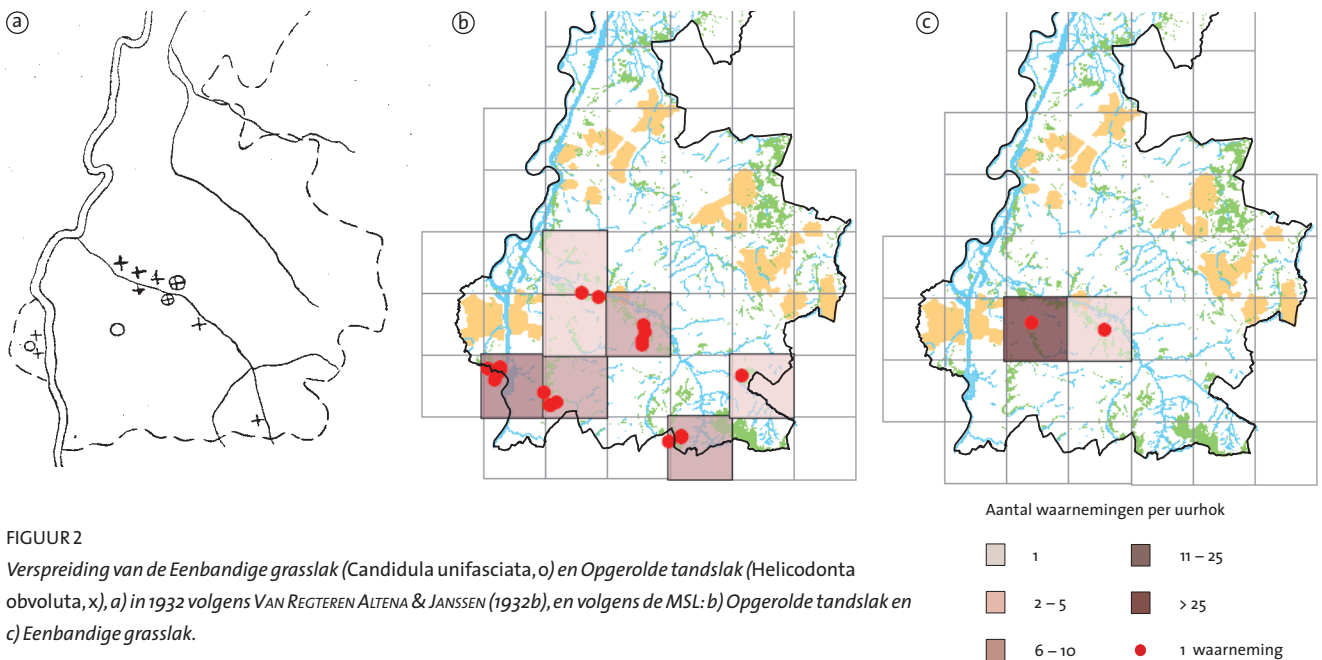 a
b
c
FIGUUR 2
Verspreiding van de Eenbandige grasslak (Candidula unifasciata, o) en Opgerolde tandslak (Helicodonta
obvoluta, x), a) in 1932 volgens Van Regteren Altena & Janssen (1932b), en volgens de MSL: b) Opgerolde tandslak en
c) Eenbandige grasslak.
Aantal waarnemingen per uurhok
1
11 – 25
2 – 5
> 25
6 – 10
1 waarneming